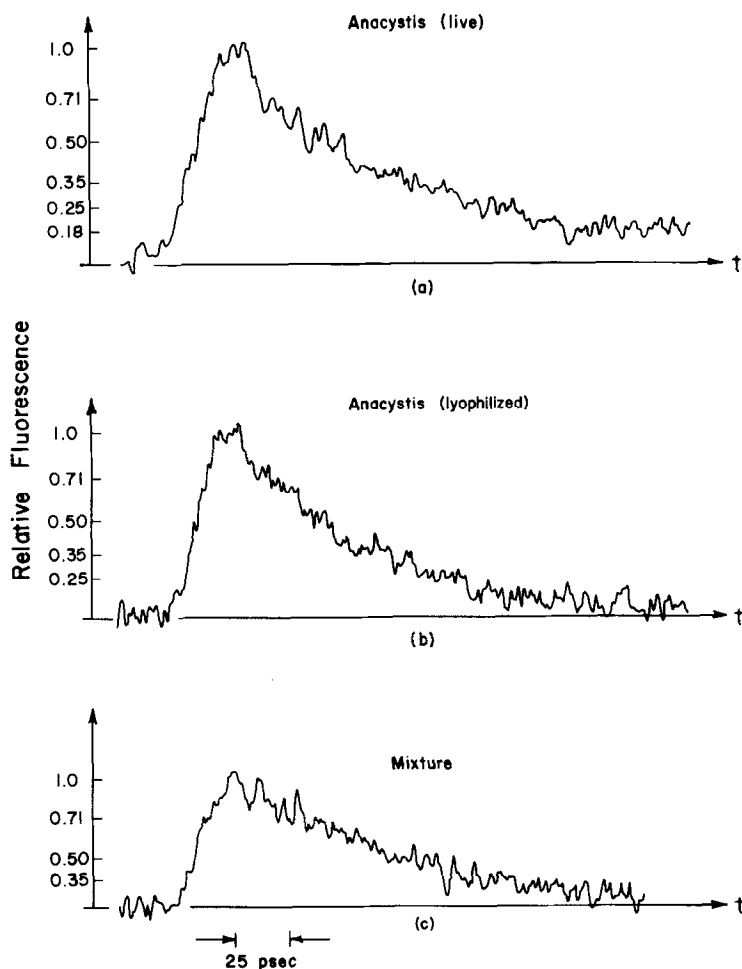 Anacystis (live)
1.0
0.71
0.50
0.35
0.25
0.18
t
(a)
Relative Fluorescence
Anacystis (lyophilized)
1.0
0.71
0.50
0.35
0.25
t
(b)
Mixture
1.0
0.71
0.50
0.35
t
(c)
25 psec